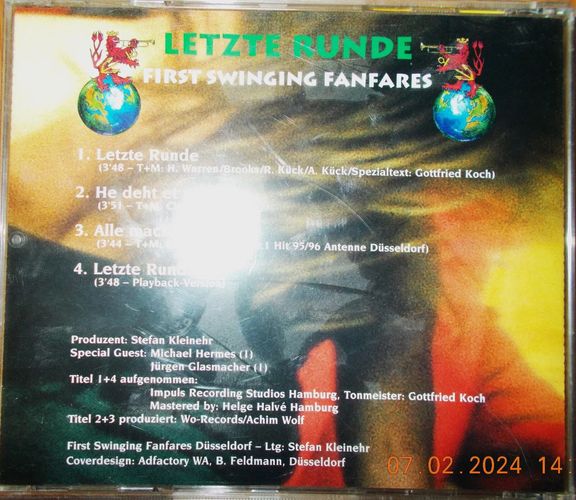 LETZTE RUNDE
FIRST SWINGING FANFARES
1. Letzte Runde
(3'48 – T+M: H. Warren/Brooks/R. Kück/A. Kück/Spezialtext: Gottfried Koch)
2. He deht et
(3'51 – T+M:
3. Alle
(3'44 – T+M: 1 Hit 95/96 Antenne Düsseldorf)
4. Letzte Runde
(3'48 – Playback-Version)
Produzent: Stefan Kleinehr
Special Guest: Michael Hermes (1)
Jürgen Glasmacher (1)
Titel 1+4 aufgenommen:
Impuls Recording Studios Hamburg, Tonmeister: Gottfried Koch
Mastered by: Helge Halvé Hamburg
Titel 2+3 produziert: Wo-Records/Achim Wolf
First Swinging Fanfares Düsseldorf – Ltg: Stefan Kleinehr
Coverdesign: Adfactory WA, B. Feldmann, Düsseldorf
07.02.2024 14: